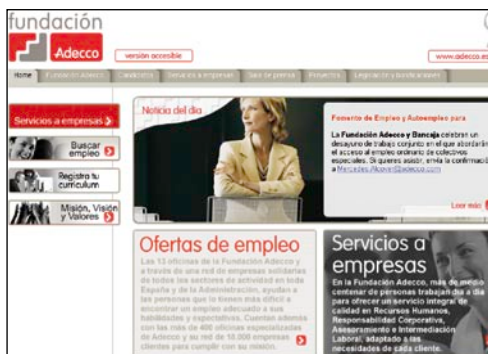 fundación
Adecco
versión accesible
www.adecco.es
Home Fundación Adecco Candidatos Servicios a empresas Sala de prensa Proyectos Legislación y bonificaciones
Servicios a empresas
Buscar
empleo
Registra tu
curriculum
Misión, Visión
y Valores
Noticia del día
Fomento de Empleo y Autoempleo para
La Fundación Adecco y Bancaja celebran un
desayuno de trabajo conjunto en el que abordarán
el acceso al empleo ordinario de colectivos
especiales. Si quieres asistir, envía la confirmació
a Mercedes.Alcover@adecco.com
Leer más
Ofertas de empleo
Las 13 oficinas de la Fundación Adecco y
a través de una red de empresas solidarias
de todos los sectores de actividad en toda
España y de la Administración, ayudan a
las personas que lo tienen más difícil a
encontrar un empleo adecuado a sus
habilidades y expectativas. Cuentan además
con las más de 400 oficinas especializadas
de Adecco y su red de 18.000 empresas
clientes para cumplir con su misión.
Servicios a
empresas
En la Fundación Adecco, más de medio
centenar de personas trabajan día a día
para ofrecer un servicio integral de
calidad en Recursos Humanos,
Responsabilidad Corporativa,
Asesoramiento e Intermediación
Laboral, adaptado a las
necesidades de cada cliente.